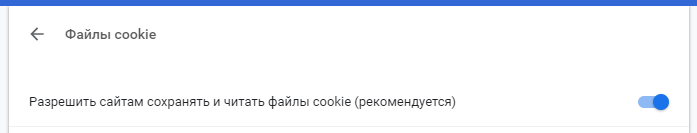 Файлы cookie
Разрешить сайтам сохранять и читать файлы cookie (рекомендуется)